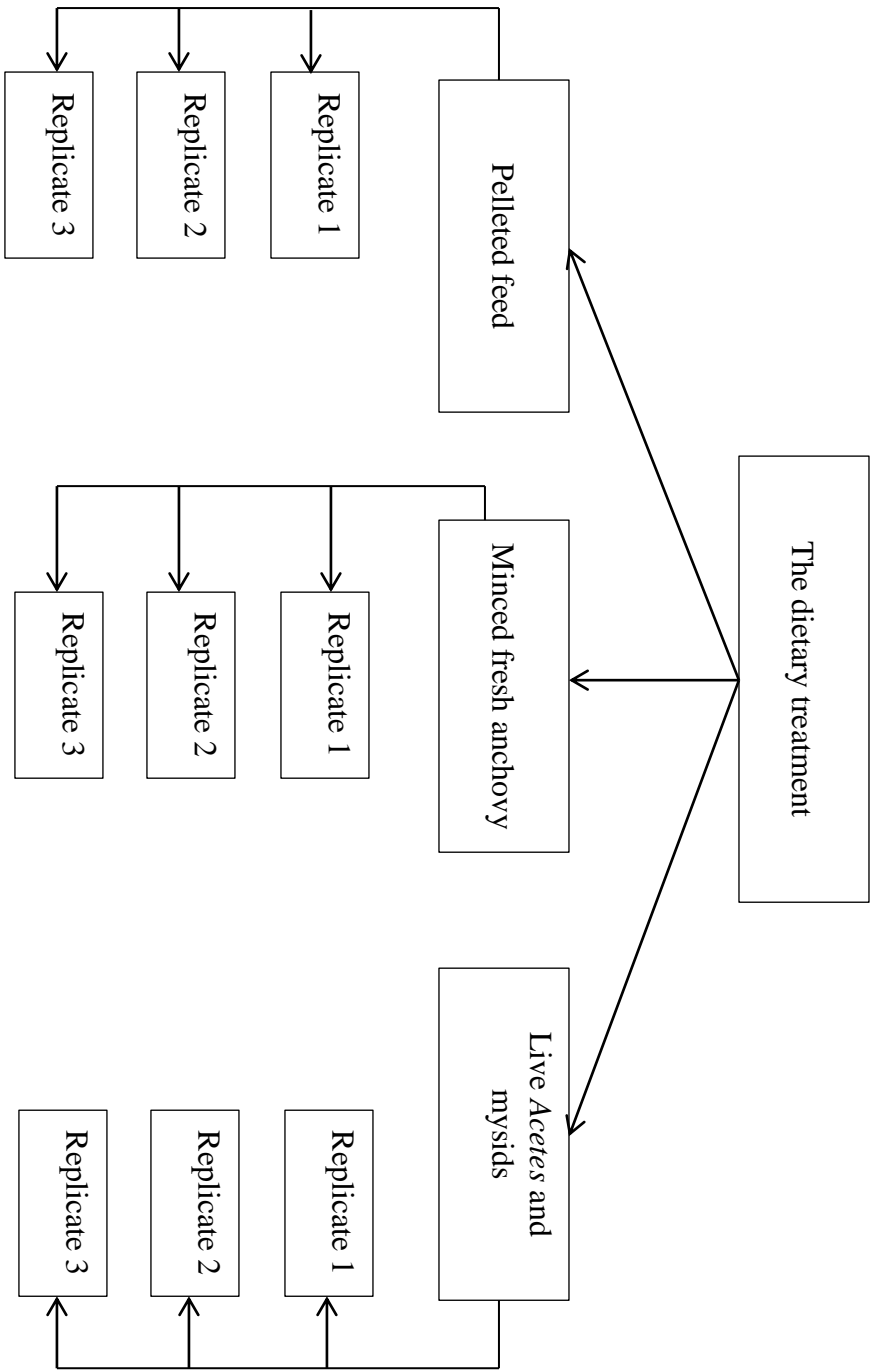 The dietary treatment
Pelleted feed
Minced fresh anchovy
Live Acetes and
mysids
Replicate 1
Replicate 2
Replicate 3
Replicate 1
Replicate 2
Replicate 3
Replicate 1
Replicate 2
Replicate 3